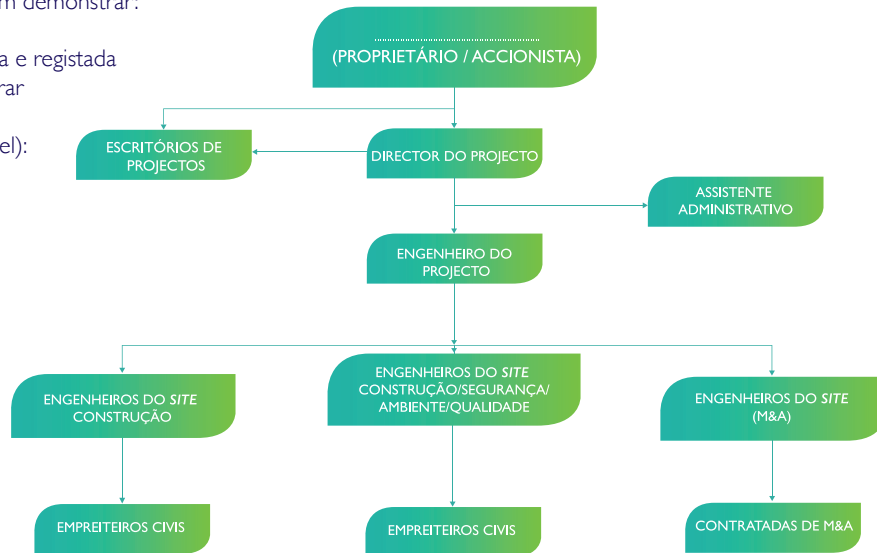 m demonstrar:
a e registada
rar
el):
....................................
(PROPRIETÁRIO / ACCIONISTA)
ESCRITÓRIOS DE
PROJECTOS
DIRECTOR DO PROJECTO
ASSISTENTE
ADMINISTRATIVO
ENGENHEIRO DO
PROJECTO
ENGENHEIROS DO SITE
CONSTRUÇÃO
ENGENHEIROS DO SITE
CONSTRUÇÃO/SEGURANÇA/
AMBIENTE/QUALIDADE
ENGENHEIROS DO SITE
(M&A)
EMPREITEIROS CIVIS
EMPREITEIROS CIVIS
CONTRATADAS DE M&A